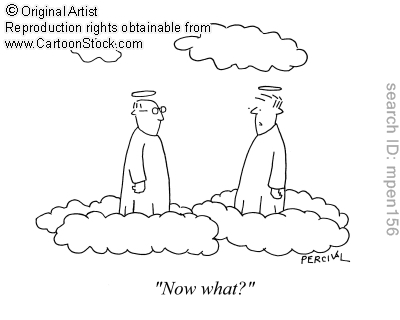 © Original Artist
Reproduction rights obtainable from
www.CartoonStock.com
search ID: mpen156
PERCIVAL
"Now what?"